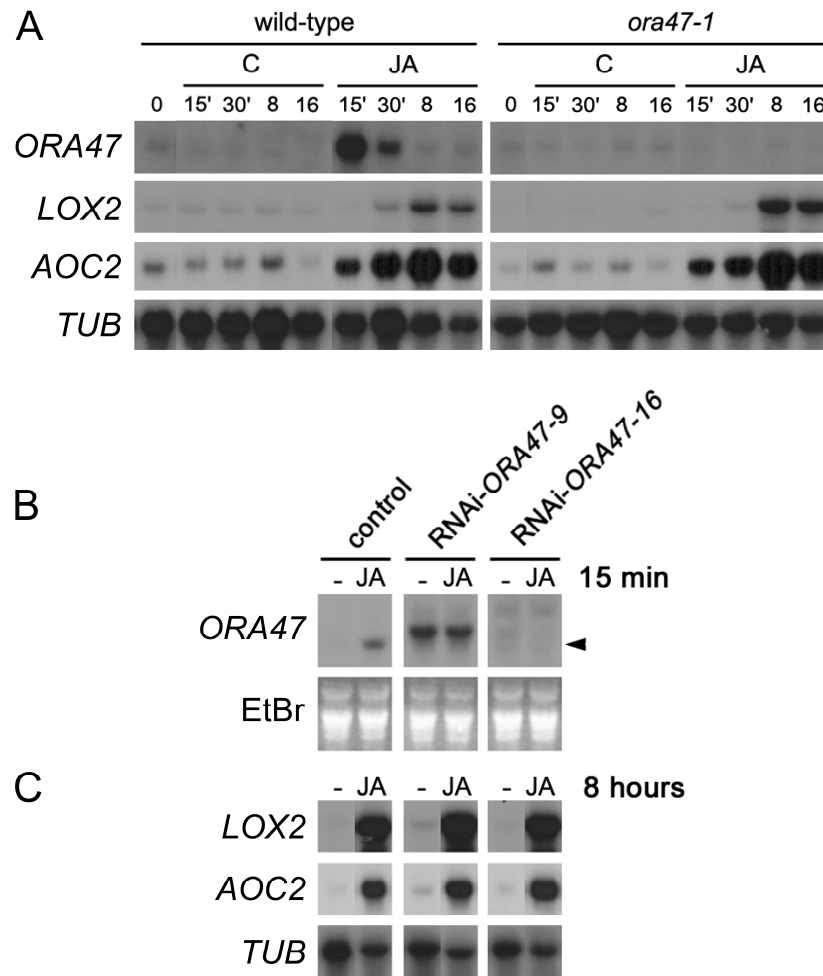 A
wild-type ora47-1
C JA C JA
0 15' 30' 8 16 15' 30' 8 16 0 15' 30' 8 16 15' 30' 8 16
ORA47
LOX2
AOC2
TUB
B
control RNAi-ORA47-9 RNAi-ORA47-16
- JA - JA - JA 15 min
ORA47
EtBr
C
- JA - JA - JA 8 hours
LOX2
AOC2
TUB